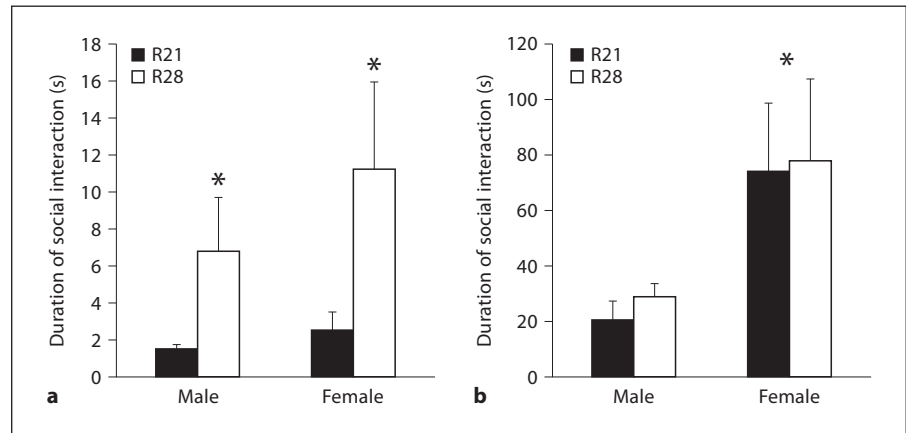 Duration of social interaction (s)
18
16
14
12
10
8
6
4
2
0
R21
R28
*
*
Male
Female
a
Duration of social interaction (s)
120
100
80
60
40
20
0
R21
R28
*
Male
Female
b